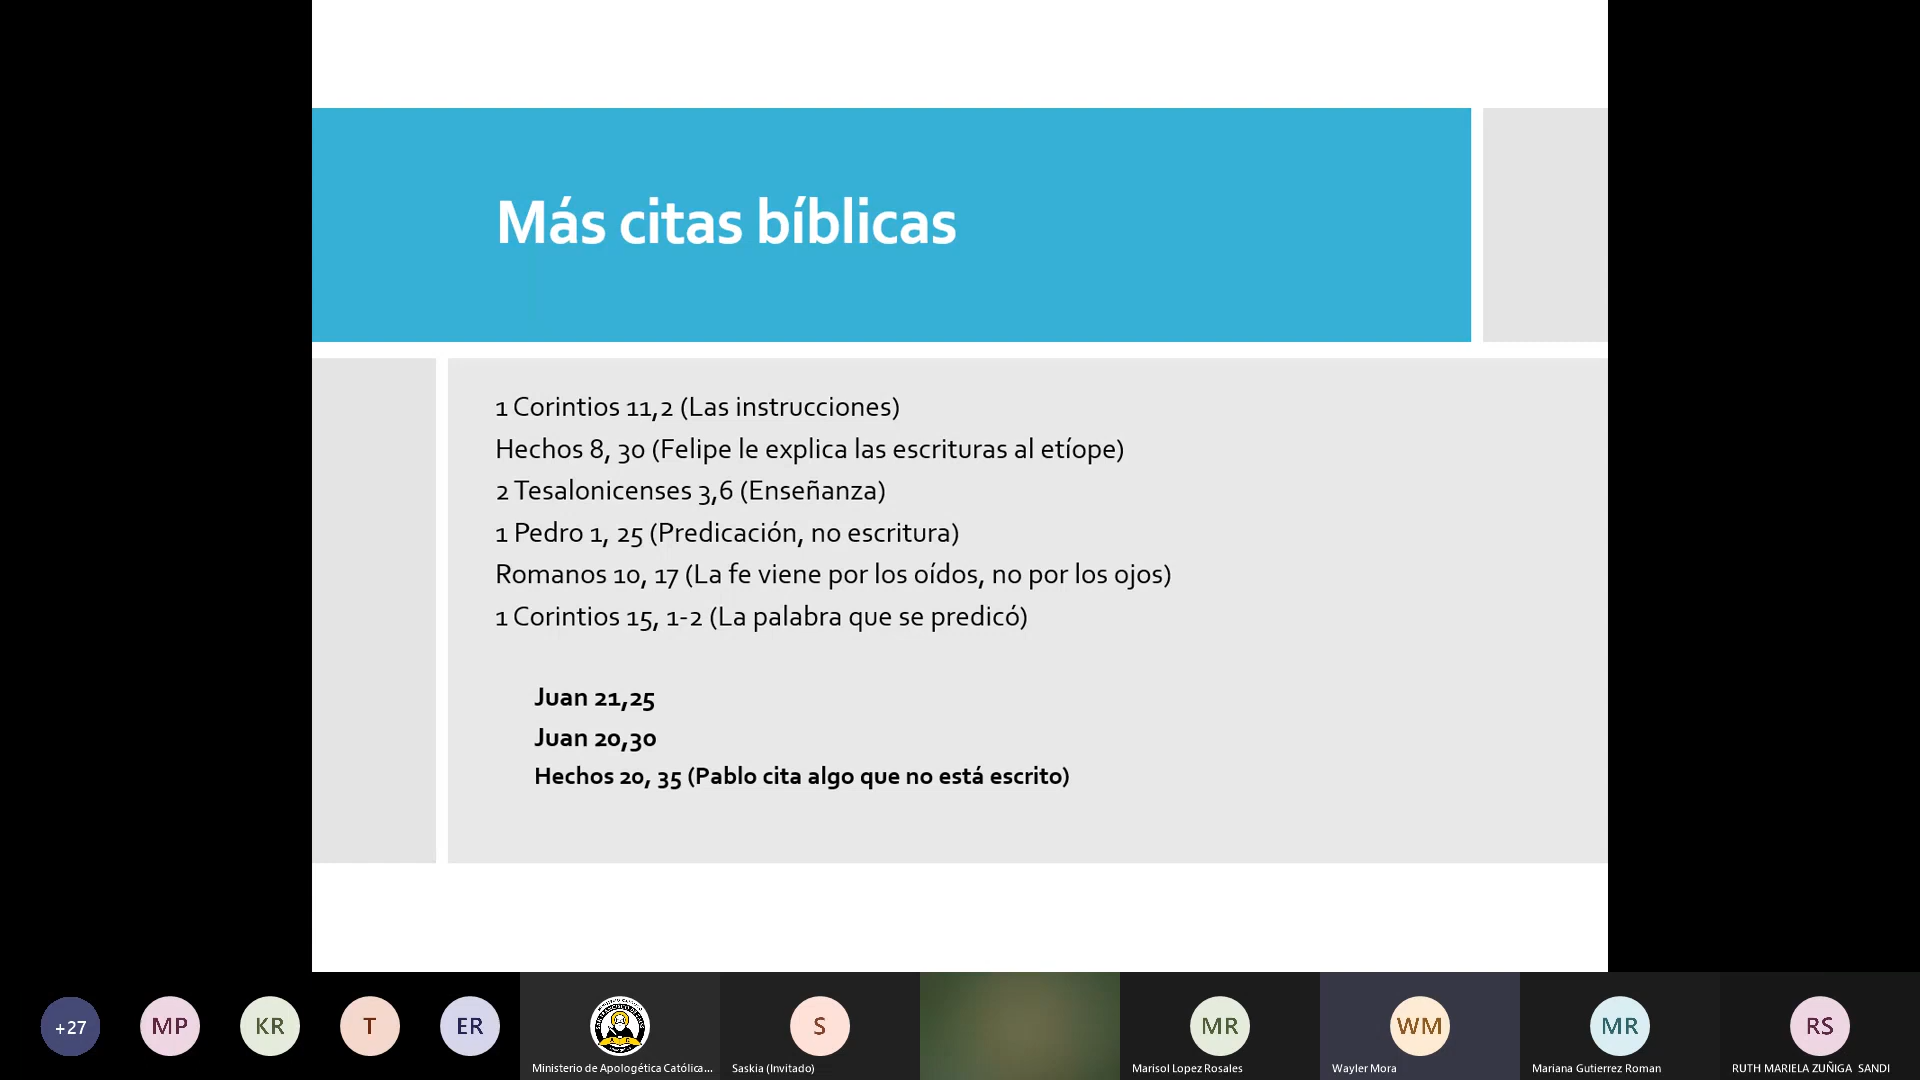 Más citas bíblicas
1 Corintios 11,2 (Las instrucciones)
Hechos 8, 30 (Felipe le explica las escrituras al etíope)
2 Tesalonicenses 3,6 (Enseñanza)
1 Pedro 1, 25 (Predicación, no escritura)
Romanos 10, 17 (La fe viene por los oídos, no por los ojos)
1 Corintios 15, 1-2 (La palabra que se predicó)
Juan 21,25
Juan 20,30
Hechos 20, 35 (Pablo cita algo que no está escrito)
+27
MP
KR
T
ER
S
MR
WM
MR
RS
Ministerio de Apologética Católica...
Saskia (Invitado)
Marisol Lopez Rosales
Wayler Mora
Mariana Gutierrez Roman
RUTH MARIELA ZUÑIGA SANDI